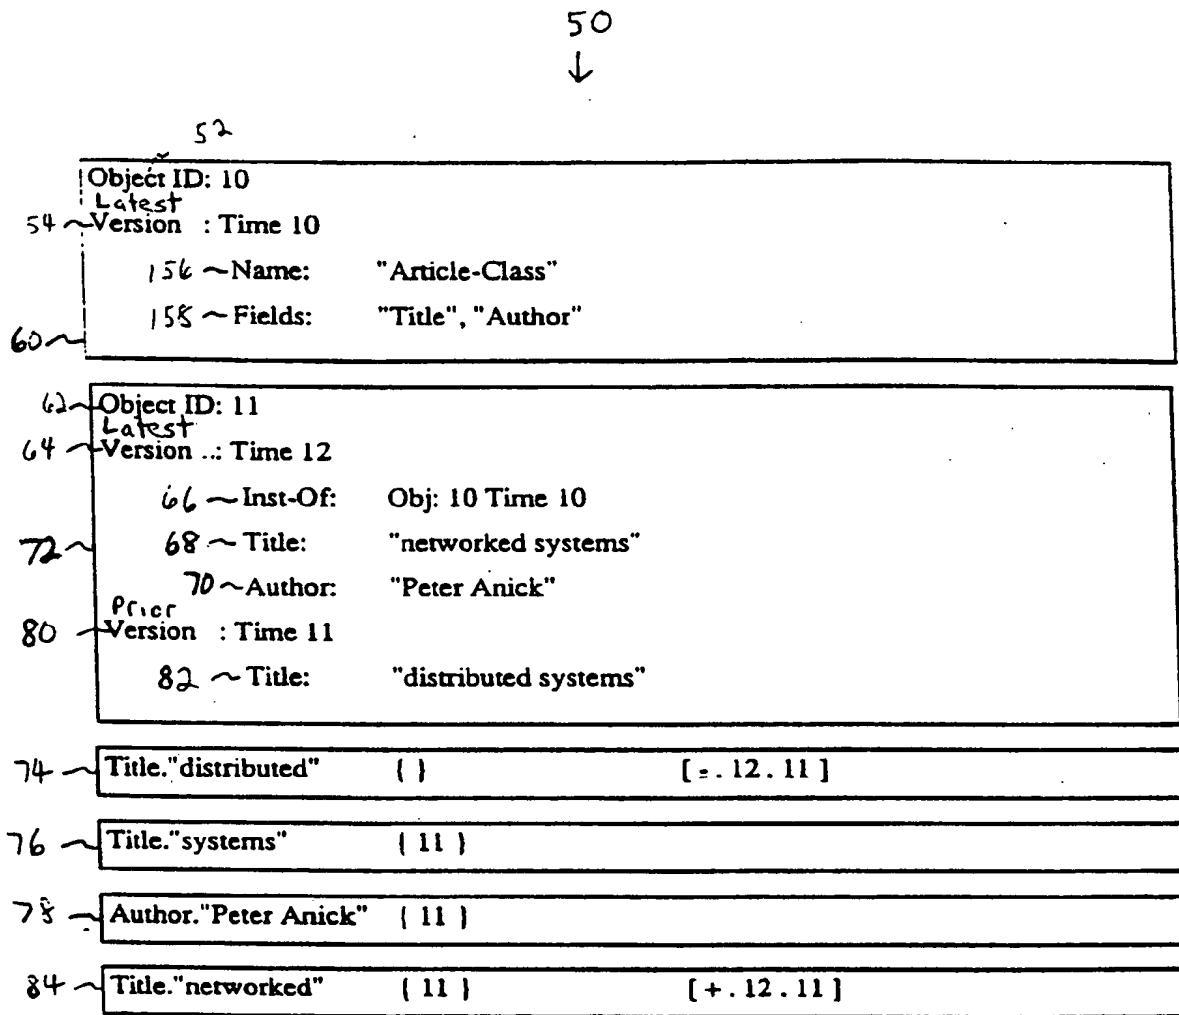 50
52
Object ID: 10
Latest
54 Version : Time 10
156 Name: "Article-Class"
158 Fields: "Title", "Author"
60
62 Object ID: 11
Latest
64 Version ..: Time 12
66 Inst-Of: Obj: 10 Time 10
72 68 Title: "networked systems"
70 Author: "Peter Anick"
Prior
80 Version : Time 11
82 Title: "distributed systems"
74 Title."distributed" { } [ - . 12 . 11 ]
76 Title."systems" { 11 }
78 Author."Peter Anick" { 11 }
84 Title."networked" { 11 } [ + . 12 . 11 ]